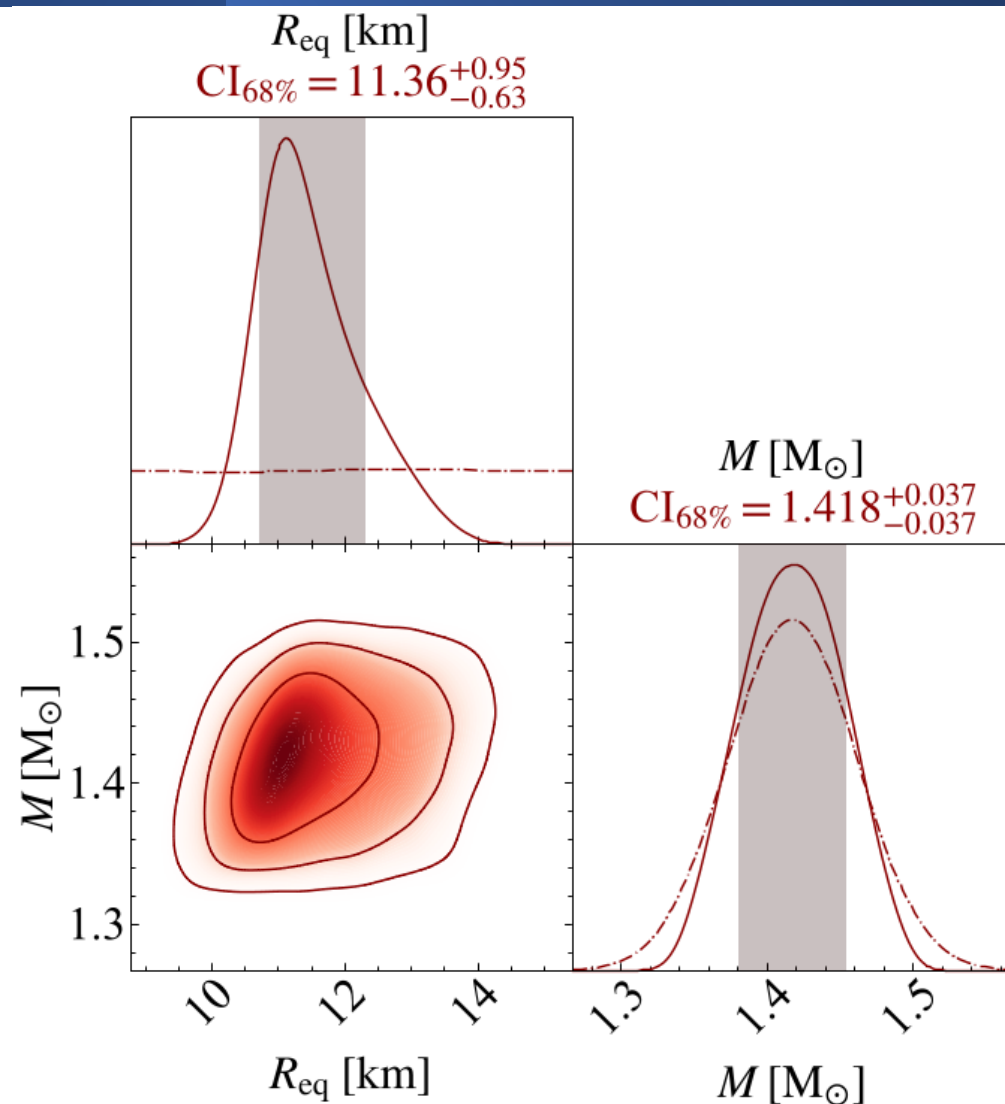 R_eq [km]
CI_68% = 11.36^{+0.95}_{-0.63}
M [M_⊙]
CI_68% = 1.418^{+0.037}_{-0.037}
M [M_⊙]
1.5
1.4
1.3
10 12 14
1.3 1.4 1.5
R_eq [km]
M [M_⊙]